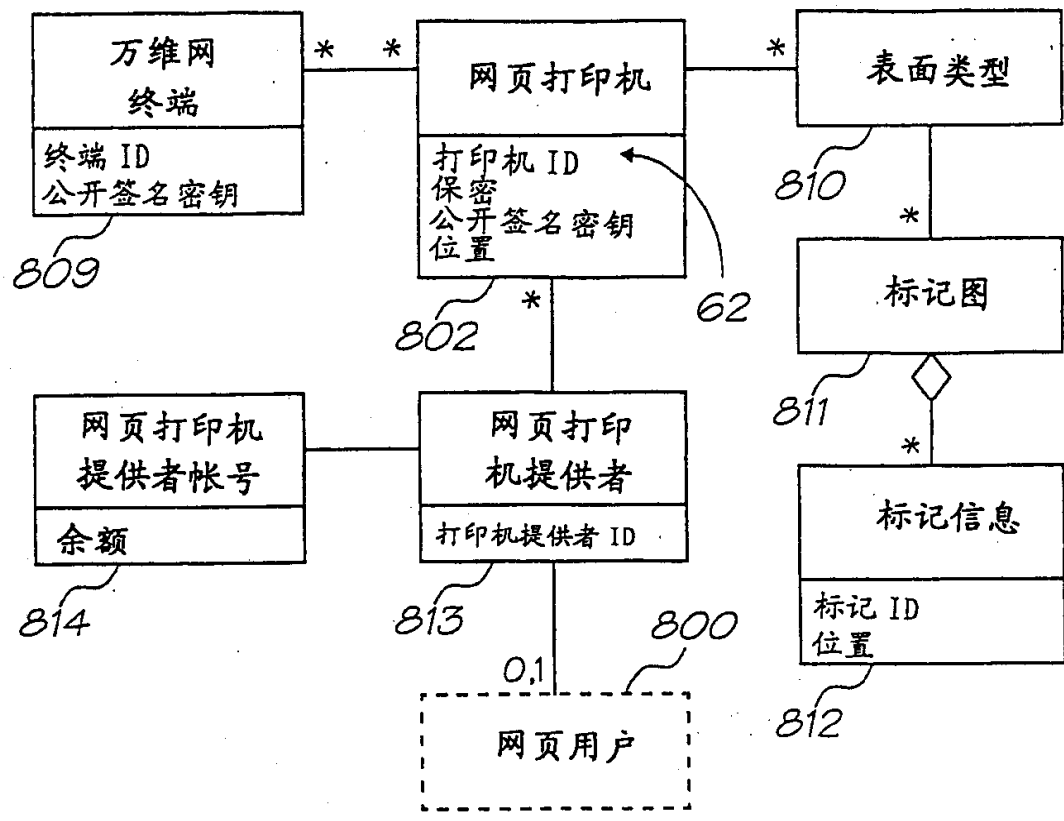 万维网
终端
终端 ID
公开签名密钥
809
*
*
网页打印机
打印机 ID
保密
公开签名密钥
位置
802
62
*
*
表面类型
810
*
标记图
811
*
标记信息
标记 ID
位置
812
网页打印机
提供者帐号
余额
814
网页打印
机提供者
打印机提供者 ID
813
0,1
800
网页用户